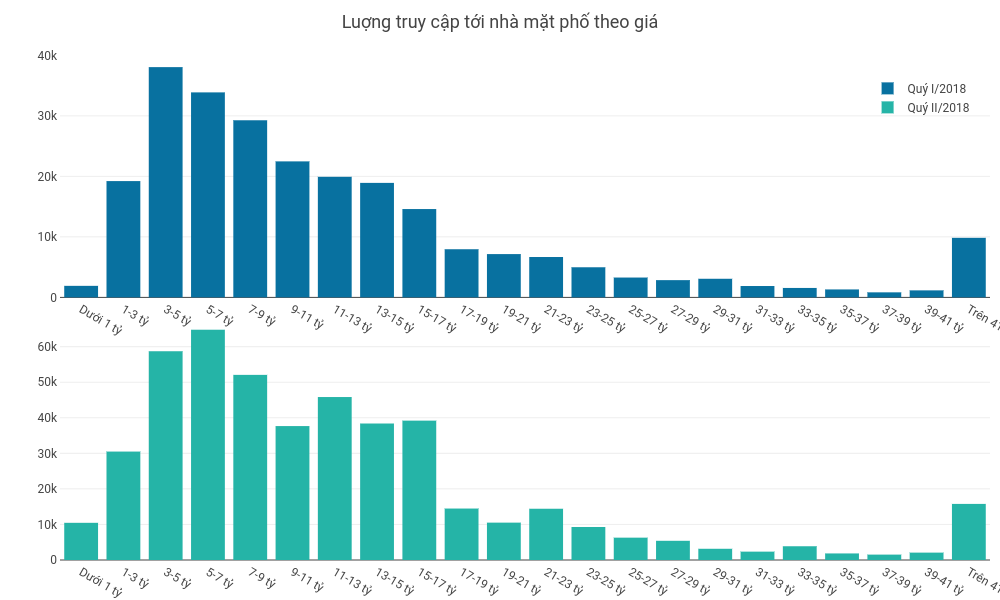 Lượng truy cập tới nhà mặt phố theo giá
Quý I/2018
Quý II/2018
40k
30k
20k
10k
0
Dưới 1 tỷ
1-3 tỷ
3-5 tỷ
5-7 tỷ
7-9 tỷ
9-11 tỷ
11-13 tỷ
13-15 tỷ
15-17 tỷ
17-19 tỷ
19-21 tỷ
21-23 tỷ
23-25 tỷ
25-27 tỷ
27-29 tỷ
29-31 tỷ
31-33 tỷ
33-35 tỷ
35-37 tỷ
37-39 tỷ
39-41 tỷ
Trên 41
60k
50k
40k
30k
20k
10k
0
Dưới 1 tỷ
1-3 tỷ
3-5 tỷ
5-7 tỷ
7-9 tỷ
9-11 tỷ
11-13 tỷ
13-15 tỷ
15-17 tỷ
17-19 tỷ
19-21 tỷ
21-23 tỷ
23-25 tỷ
25-27 tỷ
27-29 tỷ
29-31 tỷ
31-33 tỷ
33-35 tỷ
35-37 tỷ
37-39 tỷ
39-41 tỷ
Trên 41